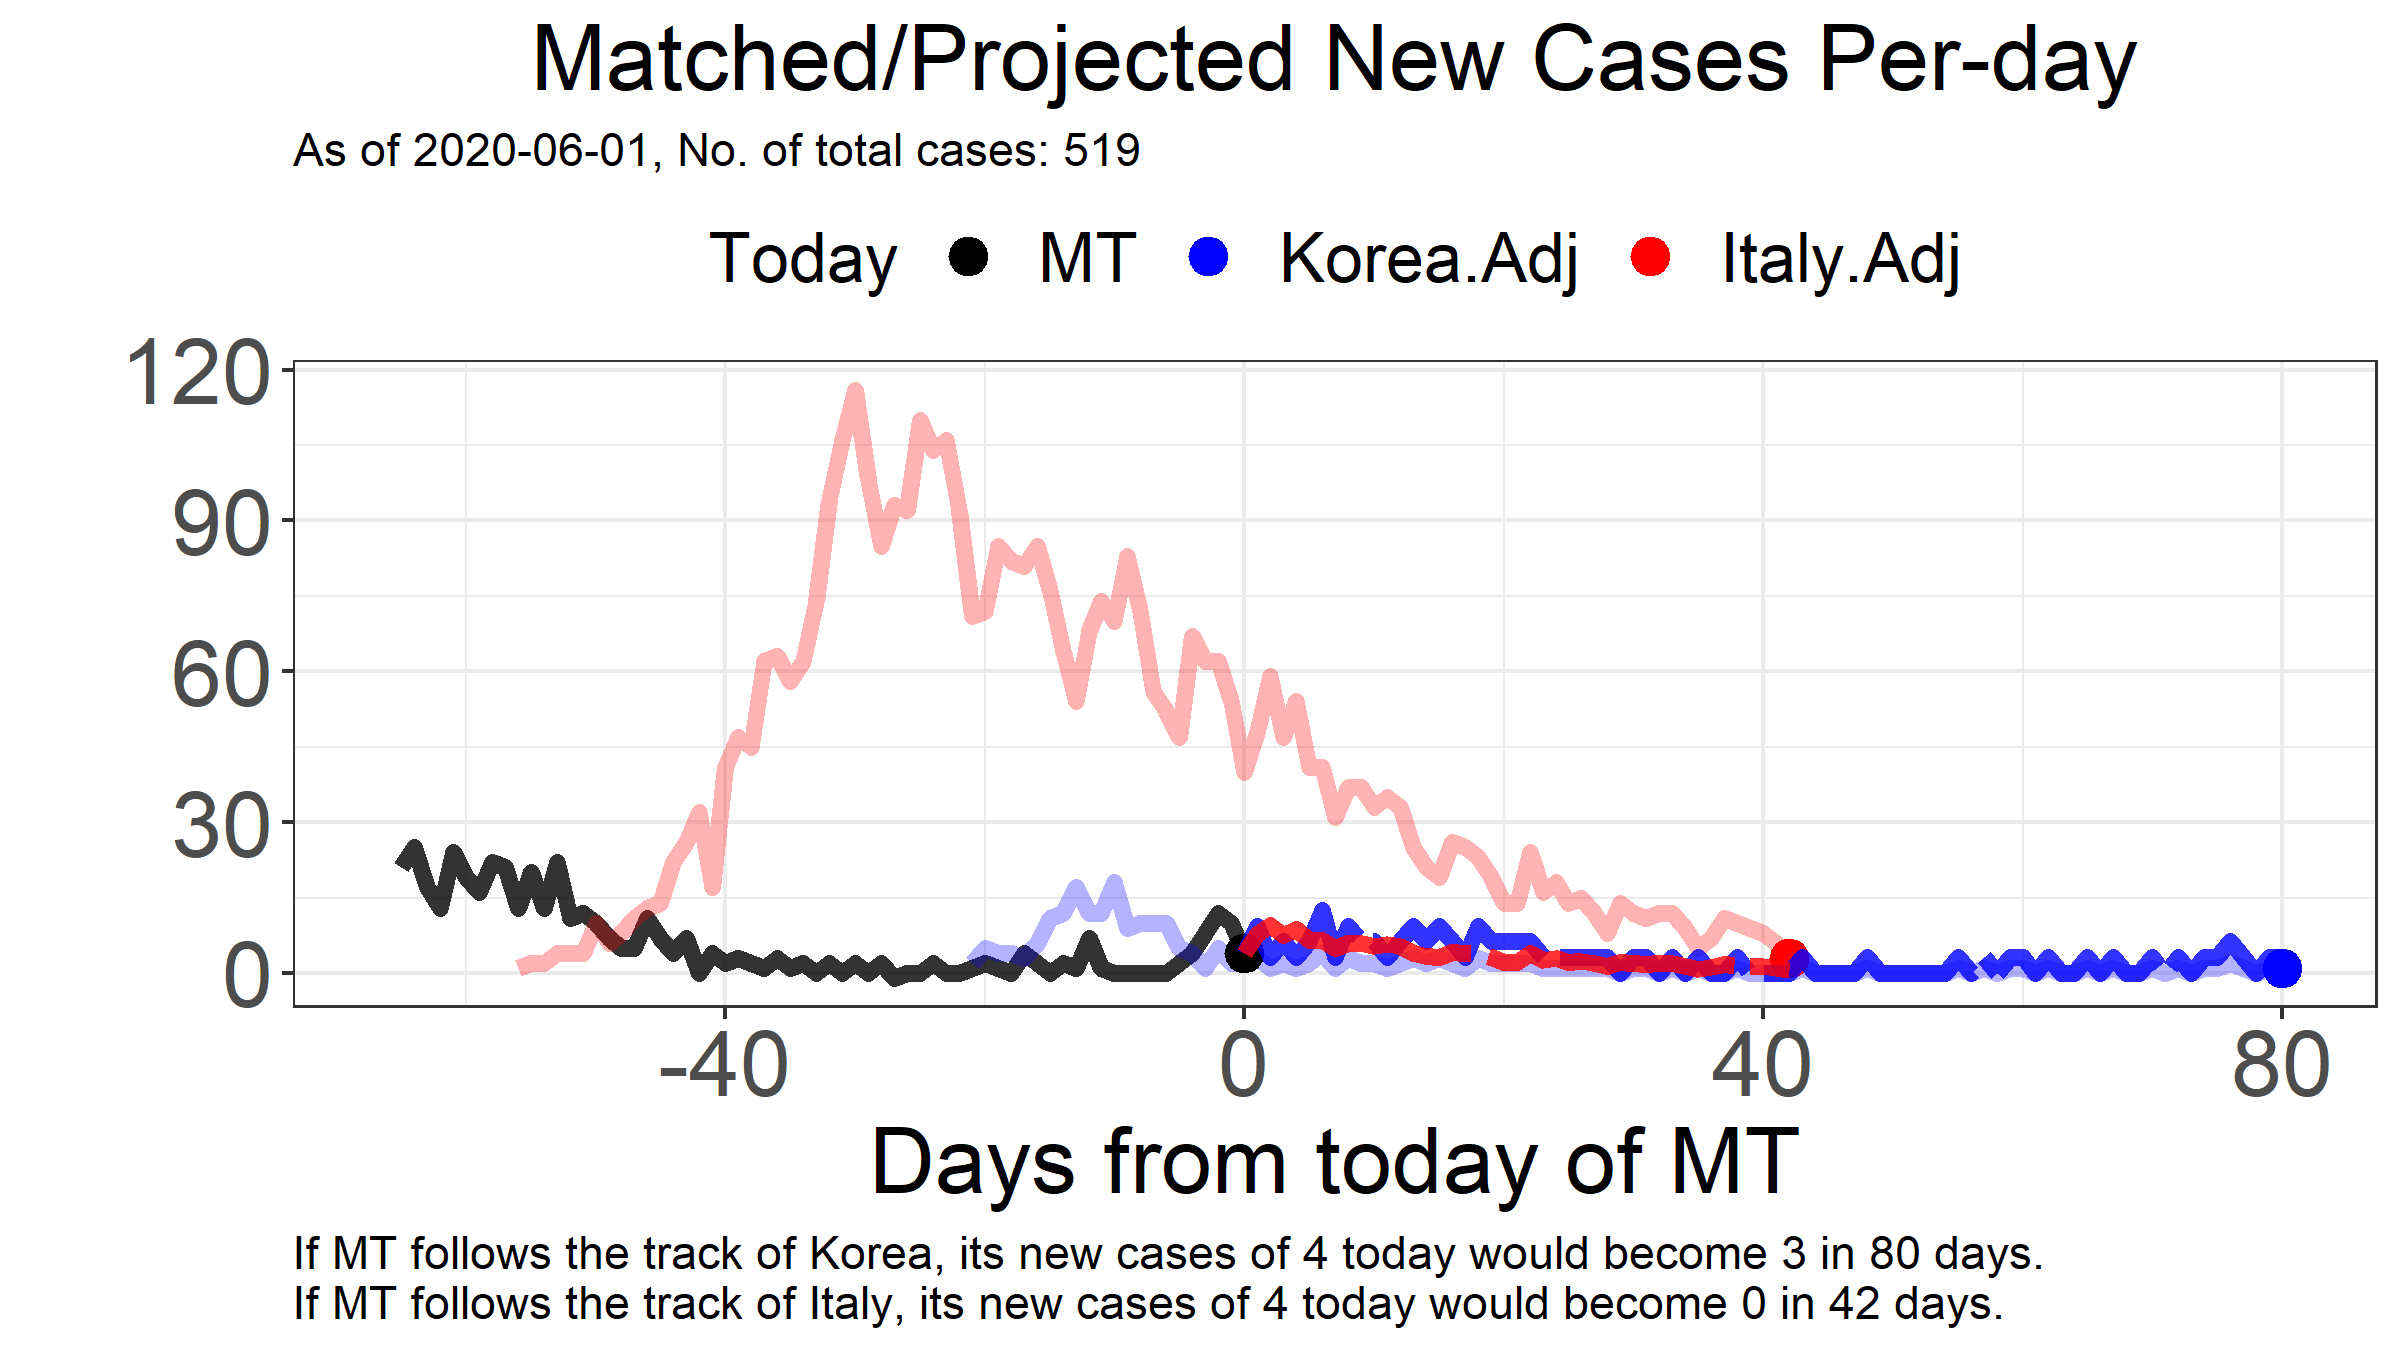 Matched/Projected New Cases Per-day
As of 2020-06-01, No. of total cases: 519
Today MT Korea.Adj Italy.Adj
120
90
60
30
0
-40 0 40 80
Days from today of MT
If MT follows the track of Korea, its new cases of 4 today would become 3 in 80 days.
If MT follows the track of Italy, its new cases of 4 today would become 0 in 42 days.